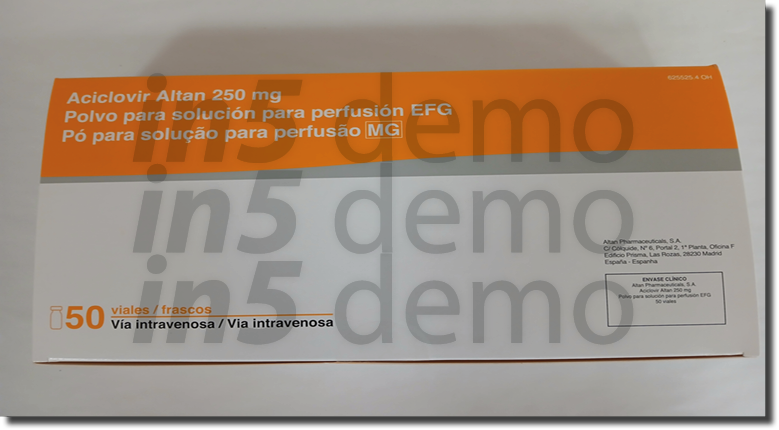 625525.4 OH
Aciclovir Altan 250 mg
Polvo para solución para perfusión EFG
Pó para solução para perfusão MG
in5 demo
in5 demo
in5 demo
Altan Pharmaceuticals, S.A.
C/ Cólquide, Nº 6, Portal 2, 1ª Planta, Oficina F
Edificio Prisma, Las Rozas, 28230 Madrid
España - Espanha
ENVASE CLÍNICO
Altan Pharmaceuticals, S.A.
Aciclovir Altan 250 mg
Polvo para solución para perfusión EFG
50 viales
50 viales / frascos
Vía intravenosa / Via intravenosa